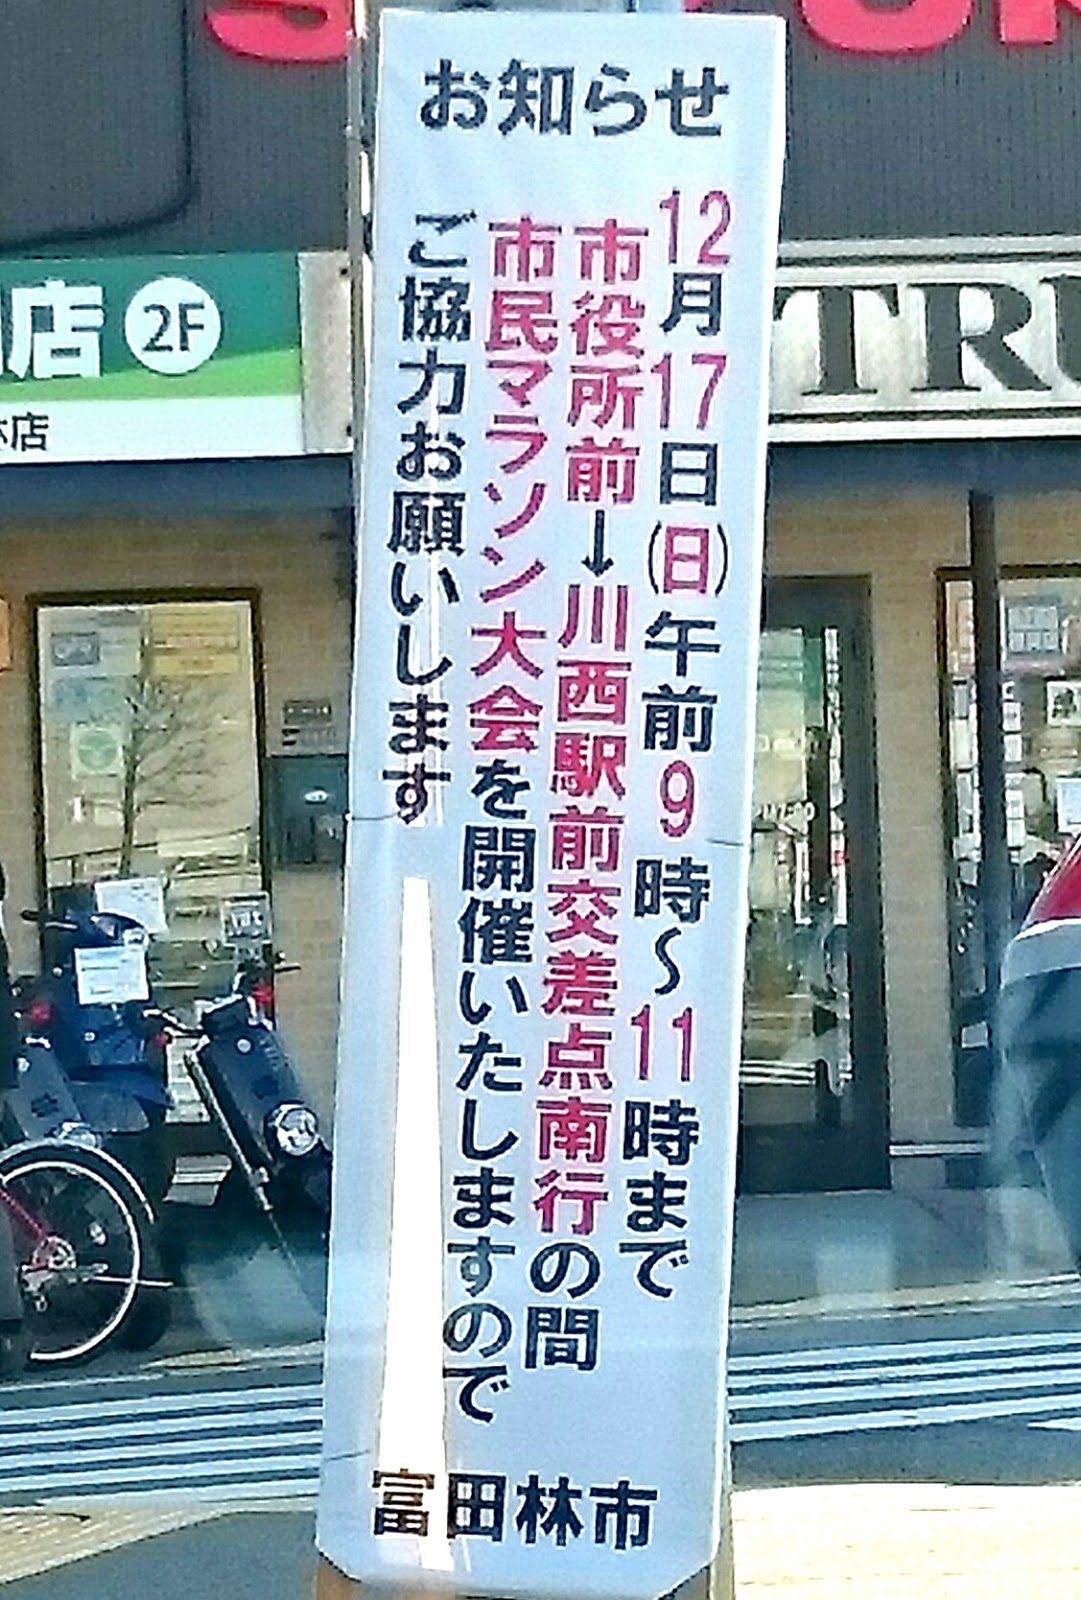 お知らせ
12月17日(日)午前9時～11時まで
市役所前→川西駅前交差点南行の間
市民マラソン大会を開催いたしますので
ご協力お願いします
富田林市
店 2F
店
TR